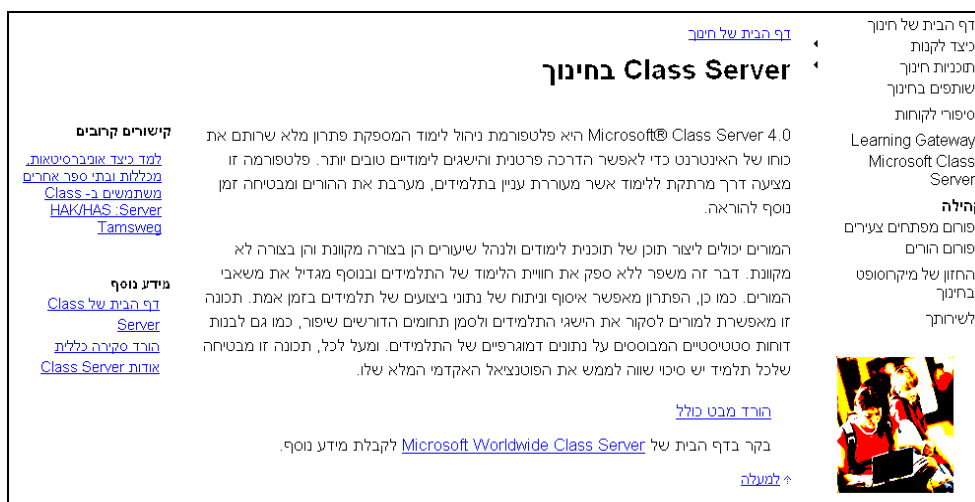 דף הבית של חינוך
כיצד לקנות
תוכניות חינוך
שותפים בחינוך
סיפורי לקוחות
Learning Gateway
Microsoft Class
Server
קהילה
פורום מפתחים צעירים
פורום הורים
החזון של מיקרוסופט
בחינוך
לשירותך
דף הבית של חינוך
Class Server בחינוך
Microsoft® Class Server 4.0 היא פלטפורמת ניהול לימוד המספקת פתרון מלא שרותם את
כוחו של האינטרנט כדי לאפשר הדרכה פרטנית והישגים לימודיים טובים יותר. פלטפורמה זו
מציעה דרך מרתקת ללימוד אשר מעוררת עניין בתלמידים, מערבת את ההורים ומבטיחה זמן
נוסף להוראה.
המורים יכולים ליצור תוכן של תוכנית לימודים ולנהל שיעורים הן בצורה מקוונת והן בצורה לא
מקוונת. דבר זה משפר ללא ספק את חוויית הלימוד של התלמידים ובנוסף מגדיל את משאבי
המורים. כמו כן, הפתרון מאפשר איסוף וניתוח של נתוני ביצועים של תלמידים בזמן אמת. תכונה
זו מאפשרת למורים לסקור את הישגי התלמידים ולסמן תחומים הדורשים שיפור, כמו גם לבנות
דוחות סטטיסטיים המבוססים על נתונים דמוגרפיים של התלמידים. ומעל לכל, תכונה זו מבטיחה
שלכל תלמיד יש סיכוי שווה לממש את הפוטנציאל האקדמי המלא שלו.
הורד מבט כולל
בקר בדף הבית של Microsoft Worldwide Class Server לקבלת מידע נוסף.
למעלה
קישורים קרובים
למד כיצד אוניברסיטאות,
מכללות ובתי ספר אחרים
משתמשים ב- Class
Server: HAK/HAS
Tamsweg
מידע נוסף
דף הבית של Class
Server
הורד סקירה כללית
אודות Class Server